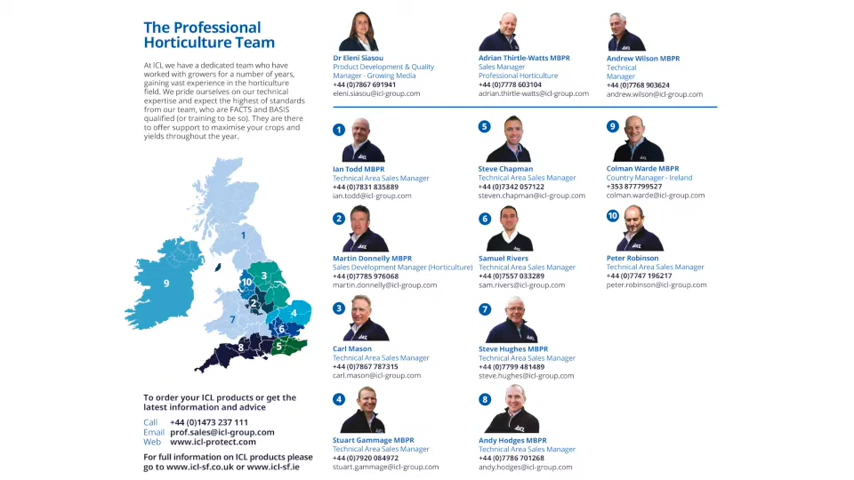 The Professional
Horticulture Team
At ICL we have a dedicated team who have
worked with growers for a number of years,
gaining vast experience in the horticulture
field. We pride ourselves on our technical
expertise and expect the highest of standards
from our team, who are FACTS and BASIS
qualified (or training to be so). They are there
to offer support to maximise your crops and
yields throughout the year.
1
3
10
9
2
4
7
6
8
5
To order your ICL products or get the
latest information and advice
Call +44 (0)1473 237 111
Email prof.sales@icl-group.com
Web www.icl-protect.com
For full information on ICL products please
go to www.icl-sf.co.uk or www.icl-sf.ie
Dr Eleni Siasou
Product Development & Quality
Manager - Growing Media
+44 (0)7867 691941
eleni.siasou@icl-group.com
Adrian Thirtle-Watts MBPR
Sales Manager
Professional Horticulture
+44 (0)7778 603104
adrian.thirtle-watts@icl-group.com
Andrew Wilson MBPR
Technical
Manager
+44 (0)7768 903624
andrew.wilson@icl-group.com
1
Ian Todd MBPR
Technical Area Sales Manager
+44 (0)7831 835889
ian.todd@icl-group.com
2
Martin Donnelly MBPR
Sales Development Manager (Horticulture)
+44 (0)7785 976068
martin.donnelly@icl-group.com
3
Carl Mason
Technical Area Sales Manager
+44 (0)7867 787315
carl.mason@icl-group.com
4
Stuart Gammage MBPR
Technical Area Sales Manager
+44 (0)7920 084972
stuart.gammage@icl-group.com
5
Steve Chapman
Technical Area Sales Manager
+44 (0)7342 057122
steven.chapman@icl-group.com
6
Samuel Rivers
Technical Area Sales Manager
+44 (0)7557 033289
sam.rivers@icl-group.com
7
Steve Hughes MBPR
Technical Area Sales Manager
+44 (0)7799 481489
steve.hughes@icl-group.com
8
Andy Hodges MBPR
Technical Area Sales Manager
+44 (0)7786 701268
andy.hodges@icl-group.com
9
Colman Warde MBPR
Country Manager - Ireland
+353 877799527
colman.warde@icl-group.com
10
Peter Robinson
Technical Area Sales Manager
+44 (0)7747 196217
peter.robinson@icl-group.com